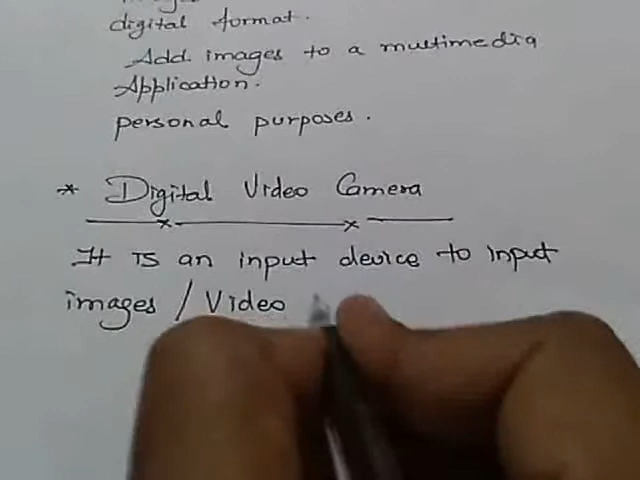 digital format.
Add images to a multimedia
Application.
personal purposes.
* Digital Video Camera
It is an input device to input
images / Video